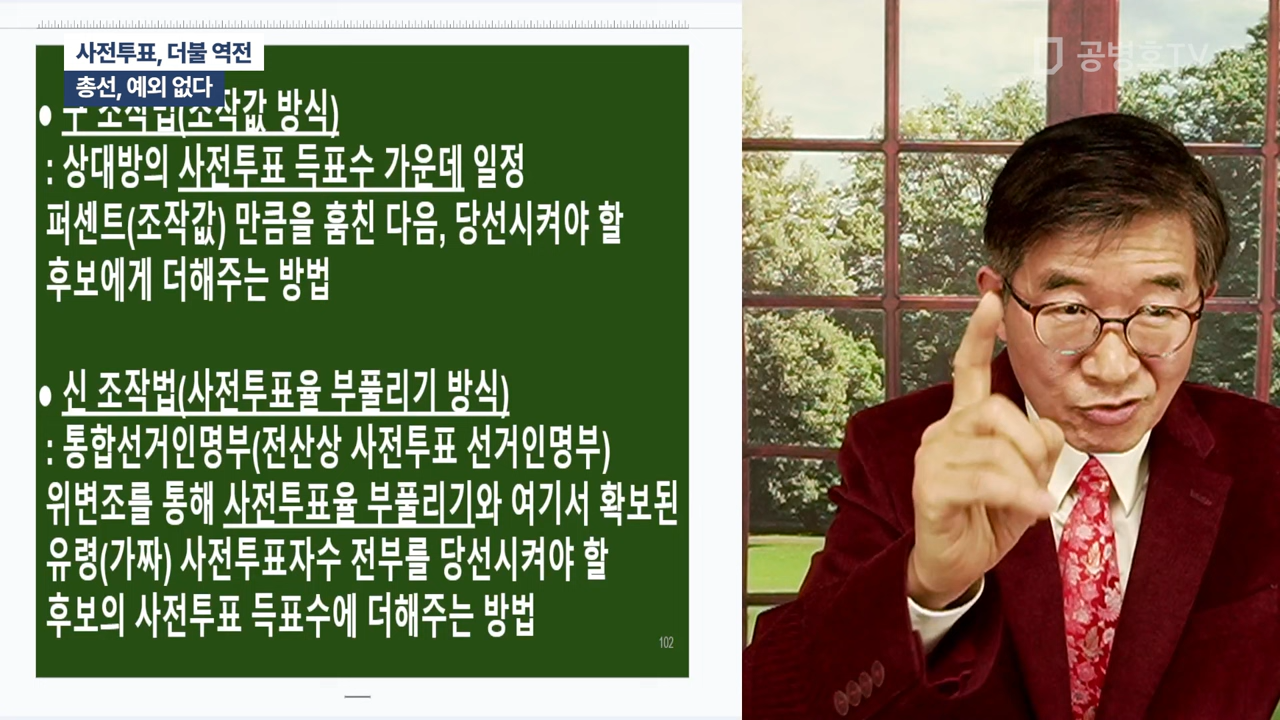 사전투표, 더불 역전
총선, 예외 없다
공병호TV
• 구 조작법(조작값 방식)
: 상대방의 사전투표 득표수 가운데 일정
퍼센트(조작값) 만큼을 훔친 다음, 당선시켜야 할
후보에게 더해주는 방법
• 신 조작법(사전투표율 부풀리기 방식)
: 통합선거인명부(전산상 사전투표 선거인명부)
위변조를 통해 사전투표율 부풀리기와 여기서 확보된
유령(가짜) 사전투표자수 전부를 당선시켜야 할
후보의 사전투표 득표수에 더해주는 방법
102